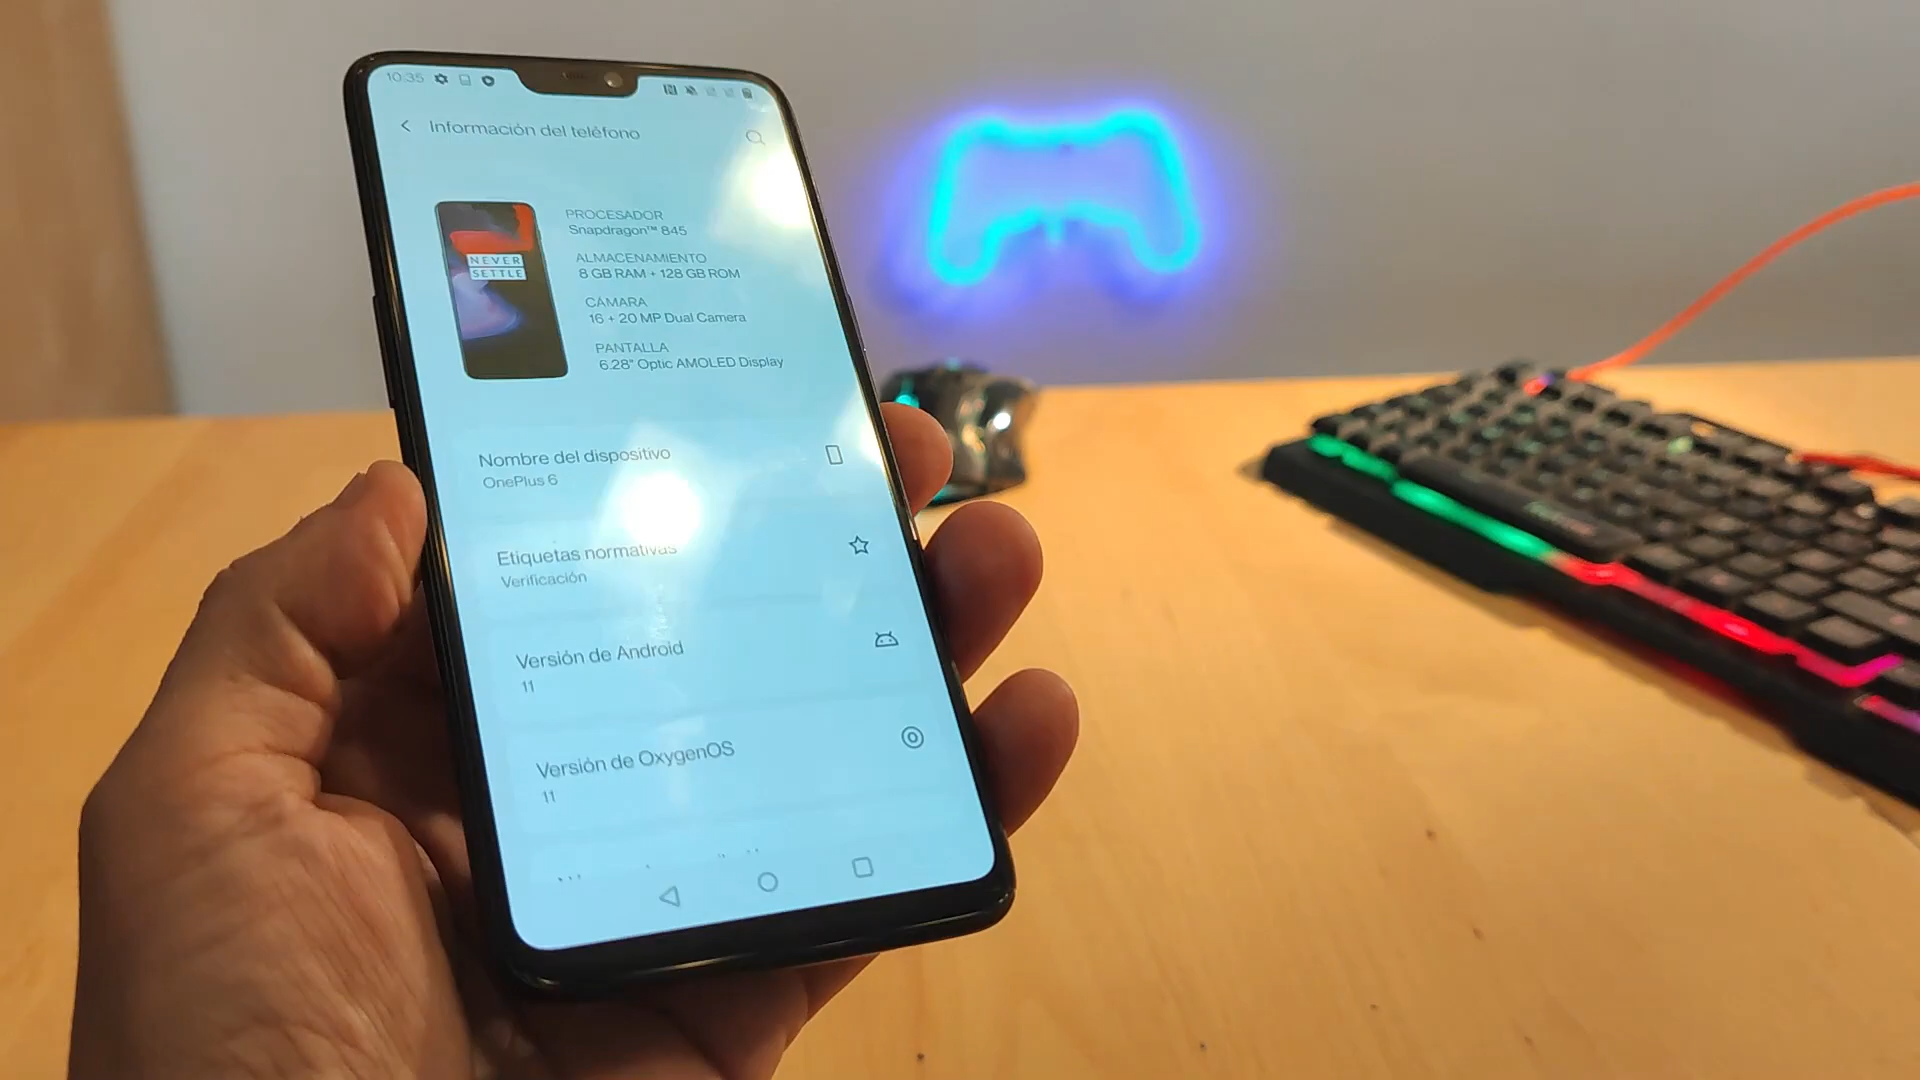 10:35
Información del teléfono
NEVER
SETTLE
PROCESADOR
Snapdragon™ 845
ALMACENAMIENTO
8 GB RAM + 128 GB ROM
CÁMARA
16 + 20 MP Dual Camera
PANTALLA
6.28" Optic AMOLED Display
Nombre del dispositivo
OnePlus 6
Etiquetas normativas
Verificación
Versión de Android
11
Versión de OxygenOS
11